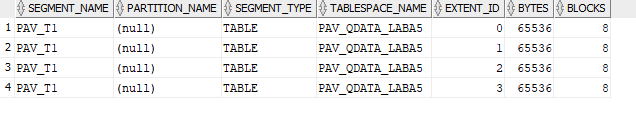 SEGMENT_NAME PARTITION_NAME SEGMENT_TYPE TABLESPACE_NAME EXTENT_ID BYTES BLOCKS
1 PAV_T1 (null) TABLE PAV_QDATA_LABA5 0 65536 8
2 PAV_T1 (null) TABLE PAV_QDATA_LABA5 1 65536 8
3 PAV_T1 (null) TABLE PAV_QDATA_LABA5 2 65536 8
4 PAV_T1 (null) TABLE PAV_QDATA_LABA5 3 65536 8